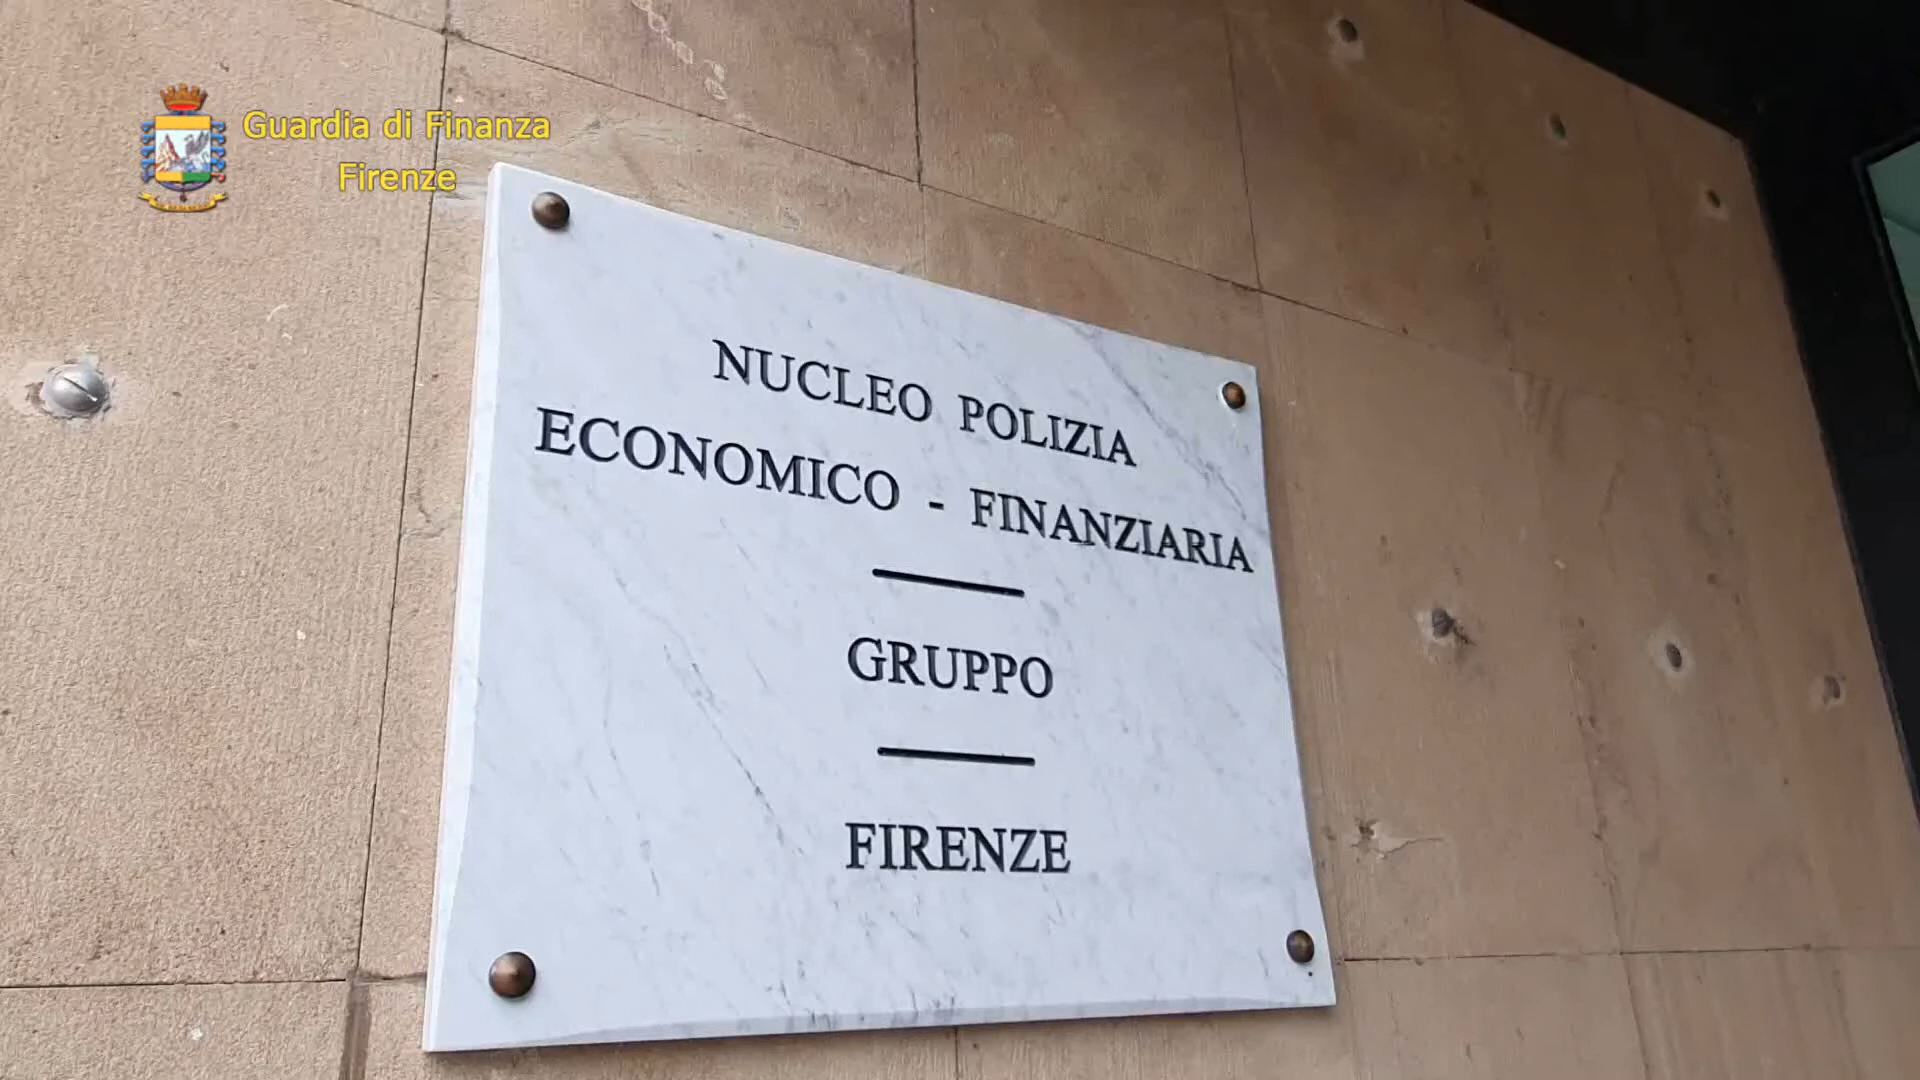 Guardia di Finanza
Firenze
NUCLEO POLIZIA
ECONOMICO - FINANZIARIA
GRUPPO
FIRENZE